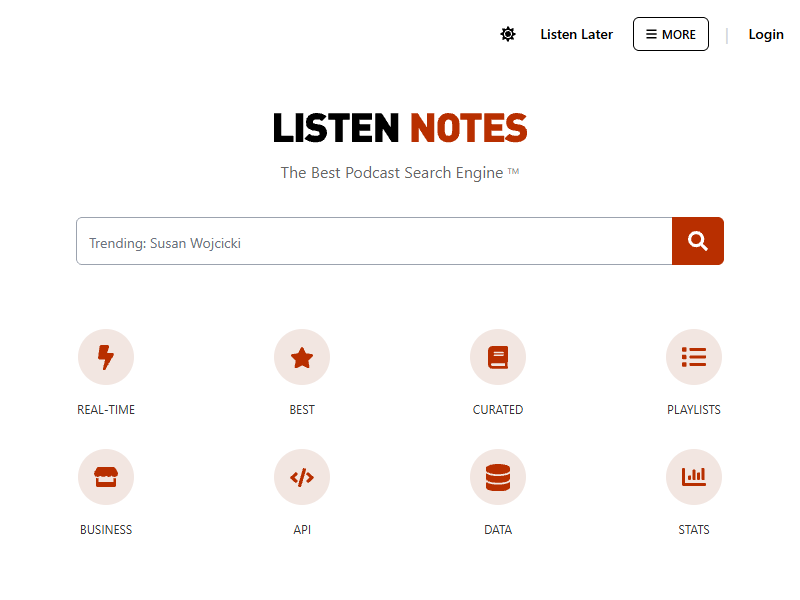 Listen Later
MORE
Login
LISTEN NOTES
The Best Podcast Search Engine ™
Trending: Susan Wojcicki
REAL-TIME
BEST
CURATED
PLAYLISTS
BUSINESS
API
DATA
STATS